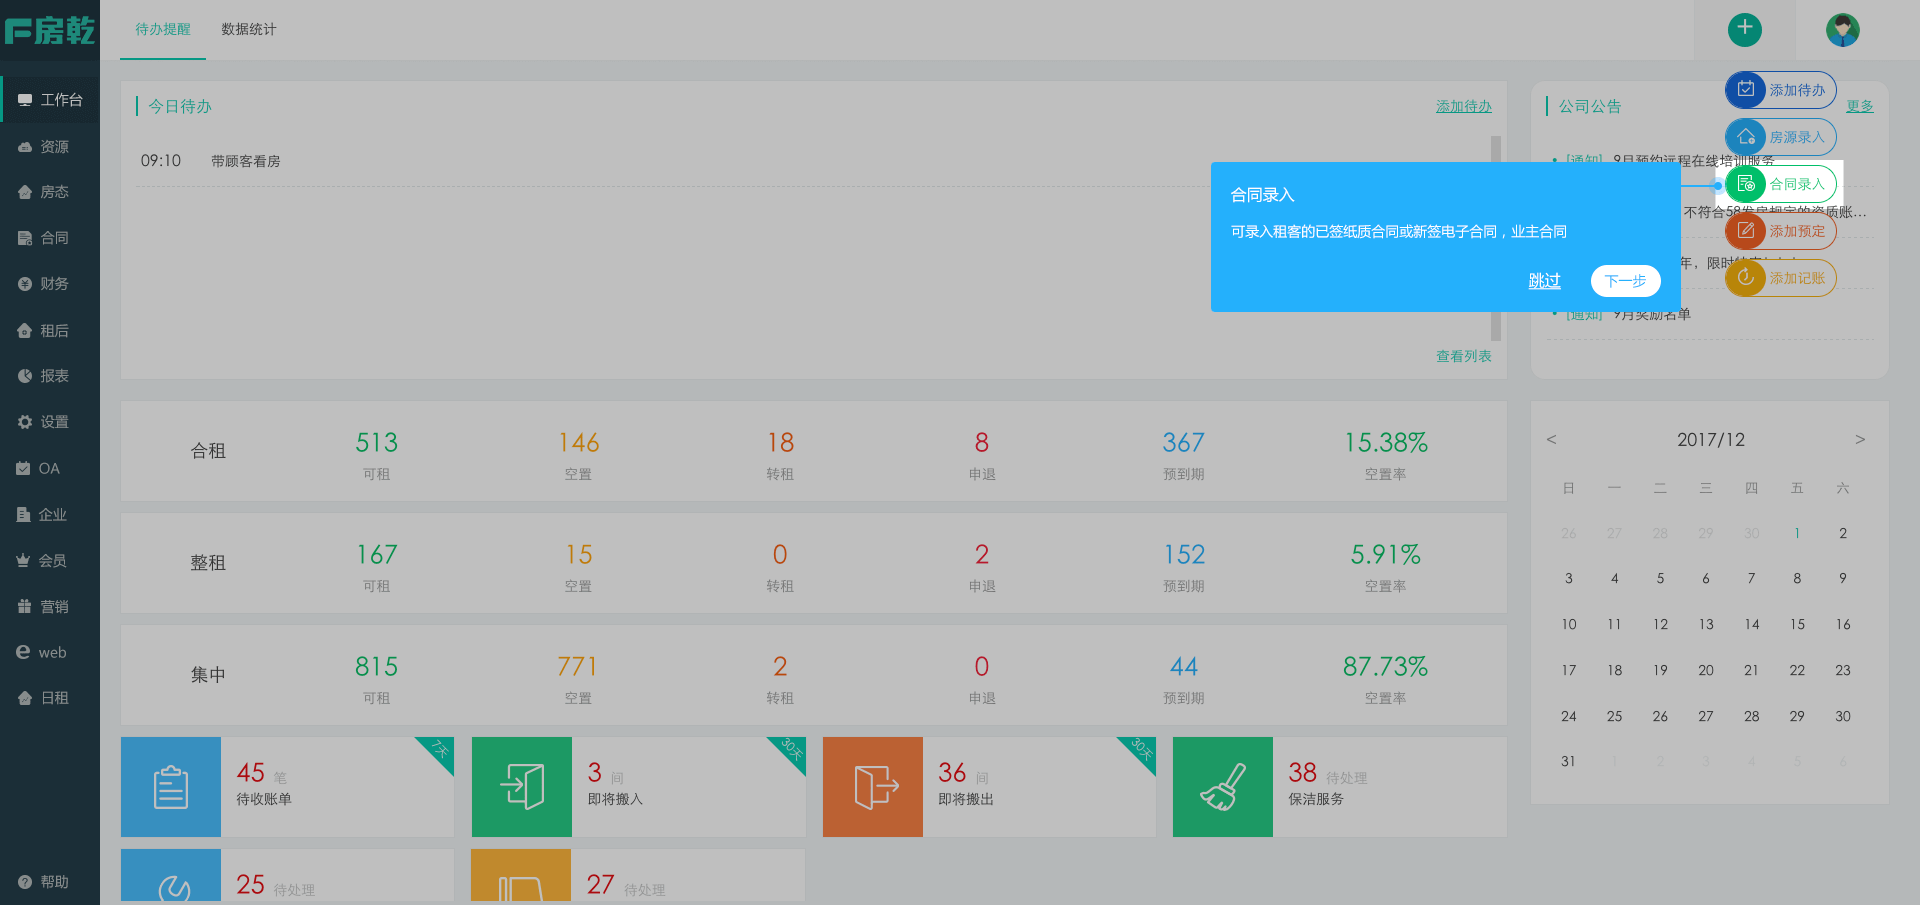 房乾
待办提醒
数据统计
工作台
资源
房态
合同
财务
租后
报表
设置
OA
企业
会员
营销
web
日租
帮助
今日待办
添加待办
09:10
带顾客看房
查看列表
公司公告
更多
[通知] 9月预约远程在线培训服务
不符合58发房规定的资质账...
[通知] 9月奖励名单
添加待办
房源录入
合同录入
添加预定
添加记账
合同录入
可录入租客的已签纸质合同或新签电子合同，业主合同
跳过
下一步
合租
513
可租
146
空置
18
转租
8
申退
367
预到期
15.38%
空置率
整租
167
可租
15
空置
0
转租
2
申退
152
预到期
5.91%
空置率
集中
815
可租
771
空置
2
转租
0
申退
44
预到期
87.73%
空置率
45 笔
待收账单
7天
3 间
即将搬入
30天
36 间
即将搬出
30天
38 待处理
保洁服务
25 待处理
27 待处理
< 2017/12 >
日 一 二 三 四 五 六
26 27 28 29 30 1 2
3 4 5 6 7 8 9
10 11 12 13 14 15 16
17 18 19 20 21 22 23
24 25 26 27 28 29 30
31 1 2 3 4 5 6